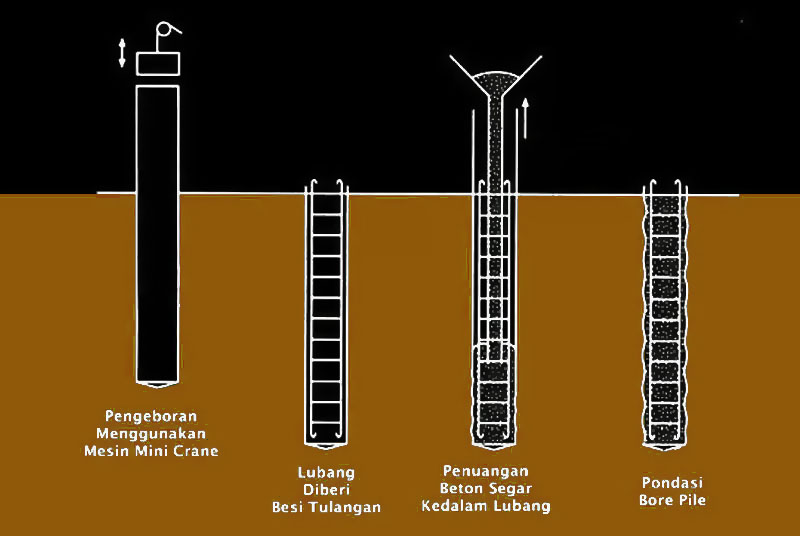 Pengeboran
Menggunakan
Mesin Mini Crane
Lubang
Diberi
Besi Tulangan
Penuangan
Beton Segar
Kedalam Lubang
Pondasi
Bore Pile